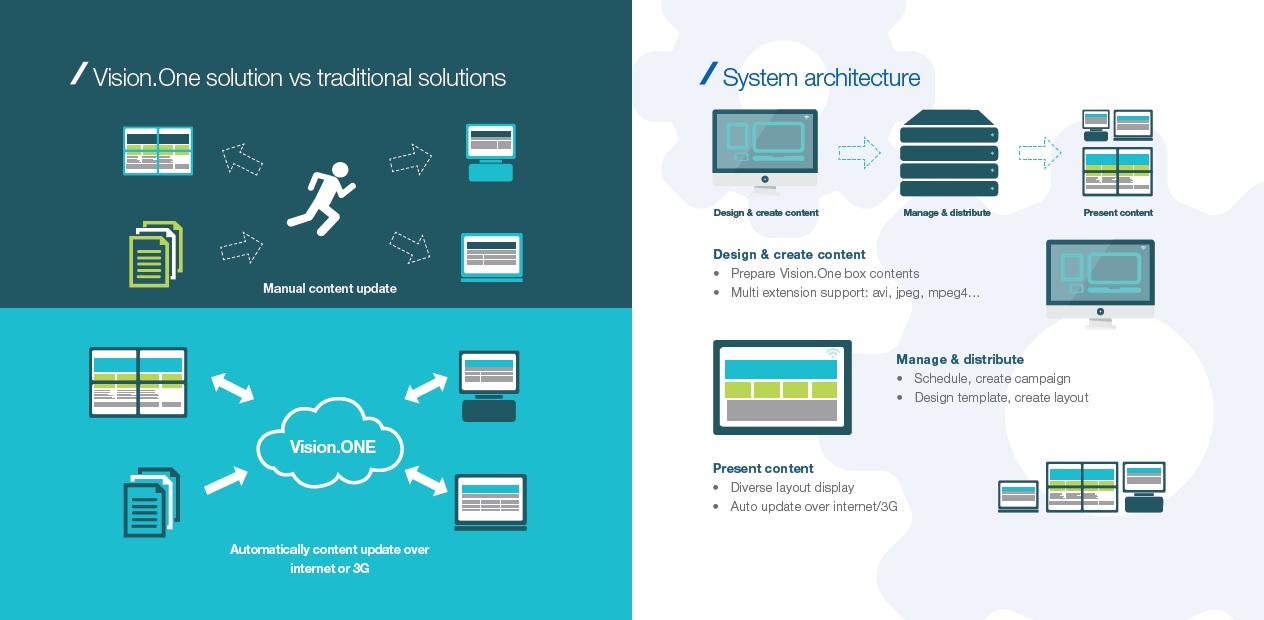 Vision.One solution vs traditional solutions
Manual content update
Vision.ONE
Automatically content update over
internet or 3G
System architecture
Design & create content
Manage & distribute
Present content
Design & create content
• Prepare Vision.One box contents
• Multi extension support: avi, jpeg, mpeg4...
Manage & distribute
• Schedule, create campaign
• Design template, create layout
Present content
• Diverse layout display
• Auto update over internet/3G